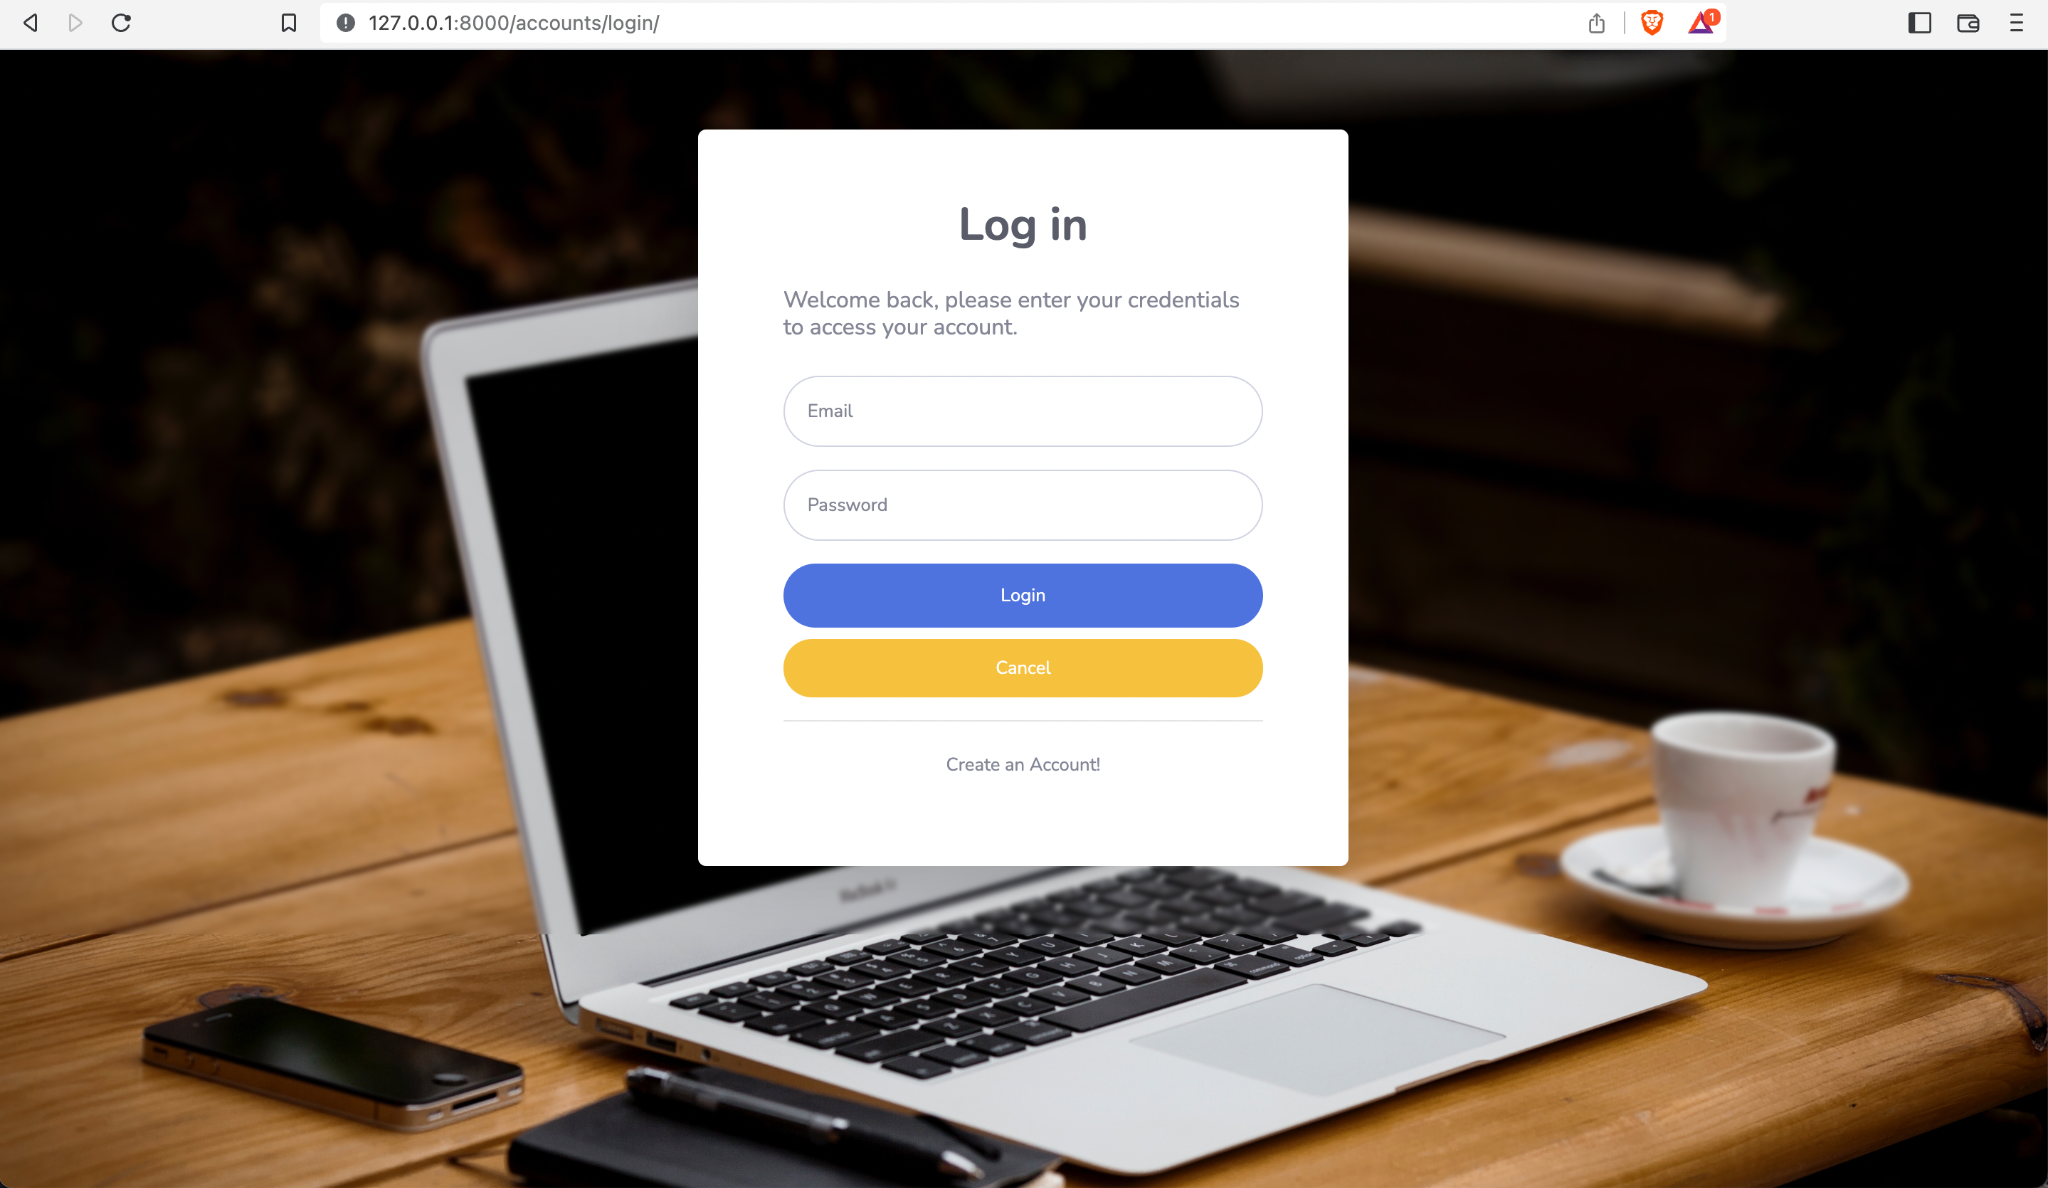 127.0.0.1:8000/accounts/login/
1
Log in
Welcome back, please enter your credentials
to access your account.
Email
Password
Login
Cancel
Create an Account!